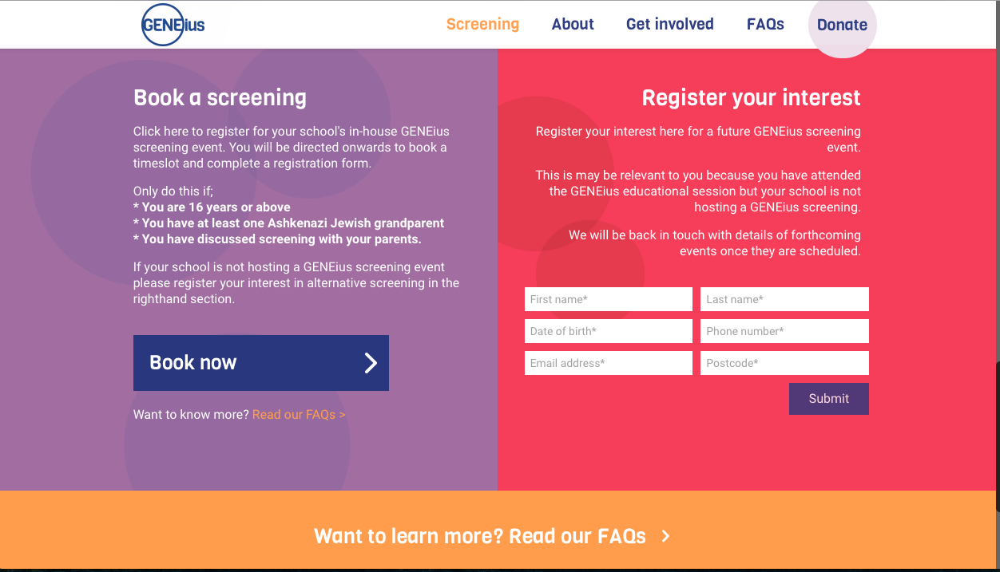 GENEius
Screening
About
Get involved
FAQs
Donate
Book a screening
Click here to register for your school's in-house GENEius
screening event. You will be directed onwards to book a
timeslot and complete a registration form.
Only do this if;
* You are 16 years or above
* You have at least one Ashkenazi Jewish grandparent
* You have discussed screening with your parents.
If your school is not hosting a GENEius screening event
please register your interest in alternative screening in the
righthand section.
Book now
Want to know more? Read our FAQs >
Register your interest
Register your interest here for a future GENEius screening
event.
This is may be relevant to you because you have attended
the GENEius educational session but your school is not
hosting a GENEius screening.
We will be back in touch with details of forthcoming
events once they are scheduled.
First name*
Last name*
Date of birth*
Phone number*
Email address*
Postcode*
Submit
Want to learn more? Read our FAQs